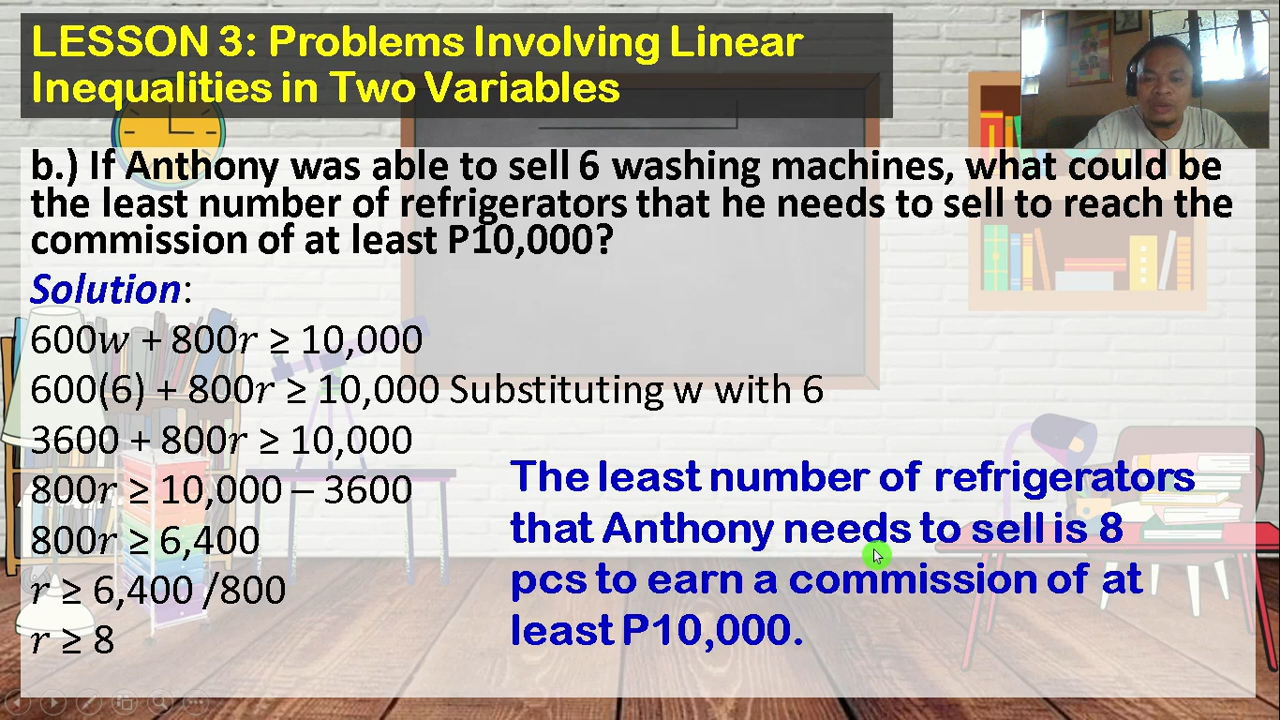 LESSON 3: Problems Involving Linear
Inequalities in Two Variables
b.) If Anthony was able to sell 6 washing machines, what could be
the least number of refrigerators that he needs to sell to reach the
commission of at least P10,000?
Solution:
600w + 800r ≥ 10,000
600(6) + 800r ≥ 10,000 Substituting w with 6
3600 + 800r ≥ 10,000
800r ≥ 10,000 – 3600
800r ≥ 6,400
r ≥ 6,400 /800
r ≥ 8
The least number of refrigerators
that Anthony needs to sell is 8
pcs to earn a commission of at
least P10,000.